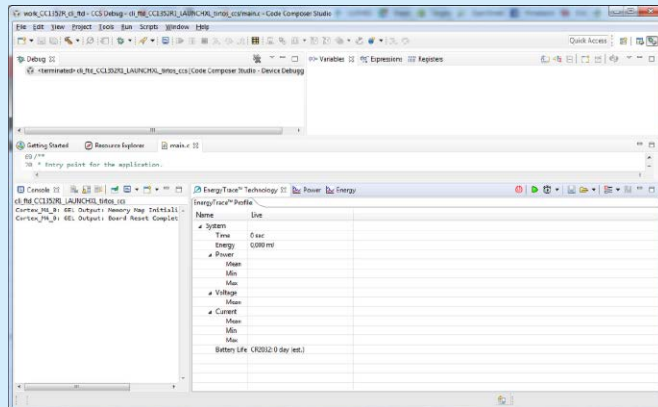 work_CC1352R_cli_ftd - CCS Debug - cli_ftd_CC1352R1_LAUNCHXL_tirtos_ccs/main.c - Code Composer Studio
File Edit View Project Tools Run Scripts Window Help
Quick Access
Debug
Variables Expressions Registers
<terminated> cli_ftd_CC1352R1_LAUNCHXL_tirtos_ccs [Code Composer Studio - Device Debugg
Getting Started Resource Explorer main.c
69 /**
70 * Entry point for the application.
Console
EnergyTrace™ Technology Power Energy
cli_ftd_CC1352R1_LAUNCHXL_tirtos_ccs
EnergyTrace™ Profile
Cortex_M4_0: GEL Output: Memory Map Initiali
Cortex_M4_0: GEL Output: Board Reset Complet
Name Live
System
Time 0 sec
Energy 0,000 mJ
Power
Mean
Min
Max
Voltage
Mean
Current
Mean
Min
Max
Battery Life CR2032: 0 day (est.)